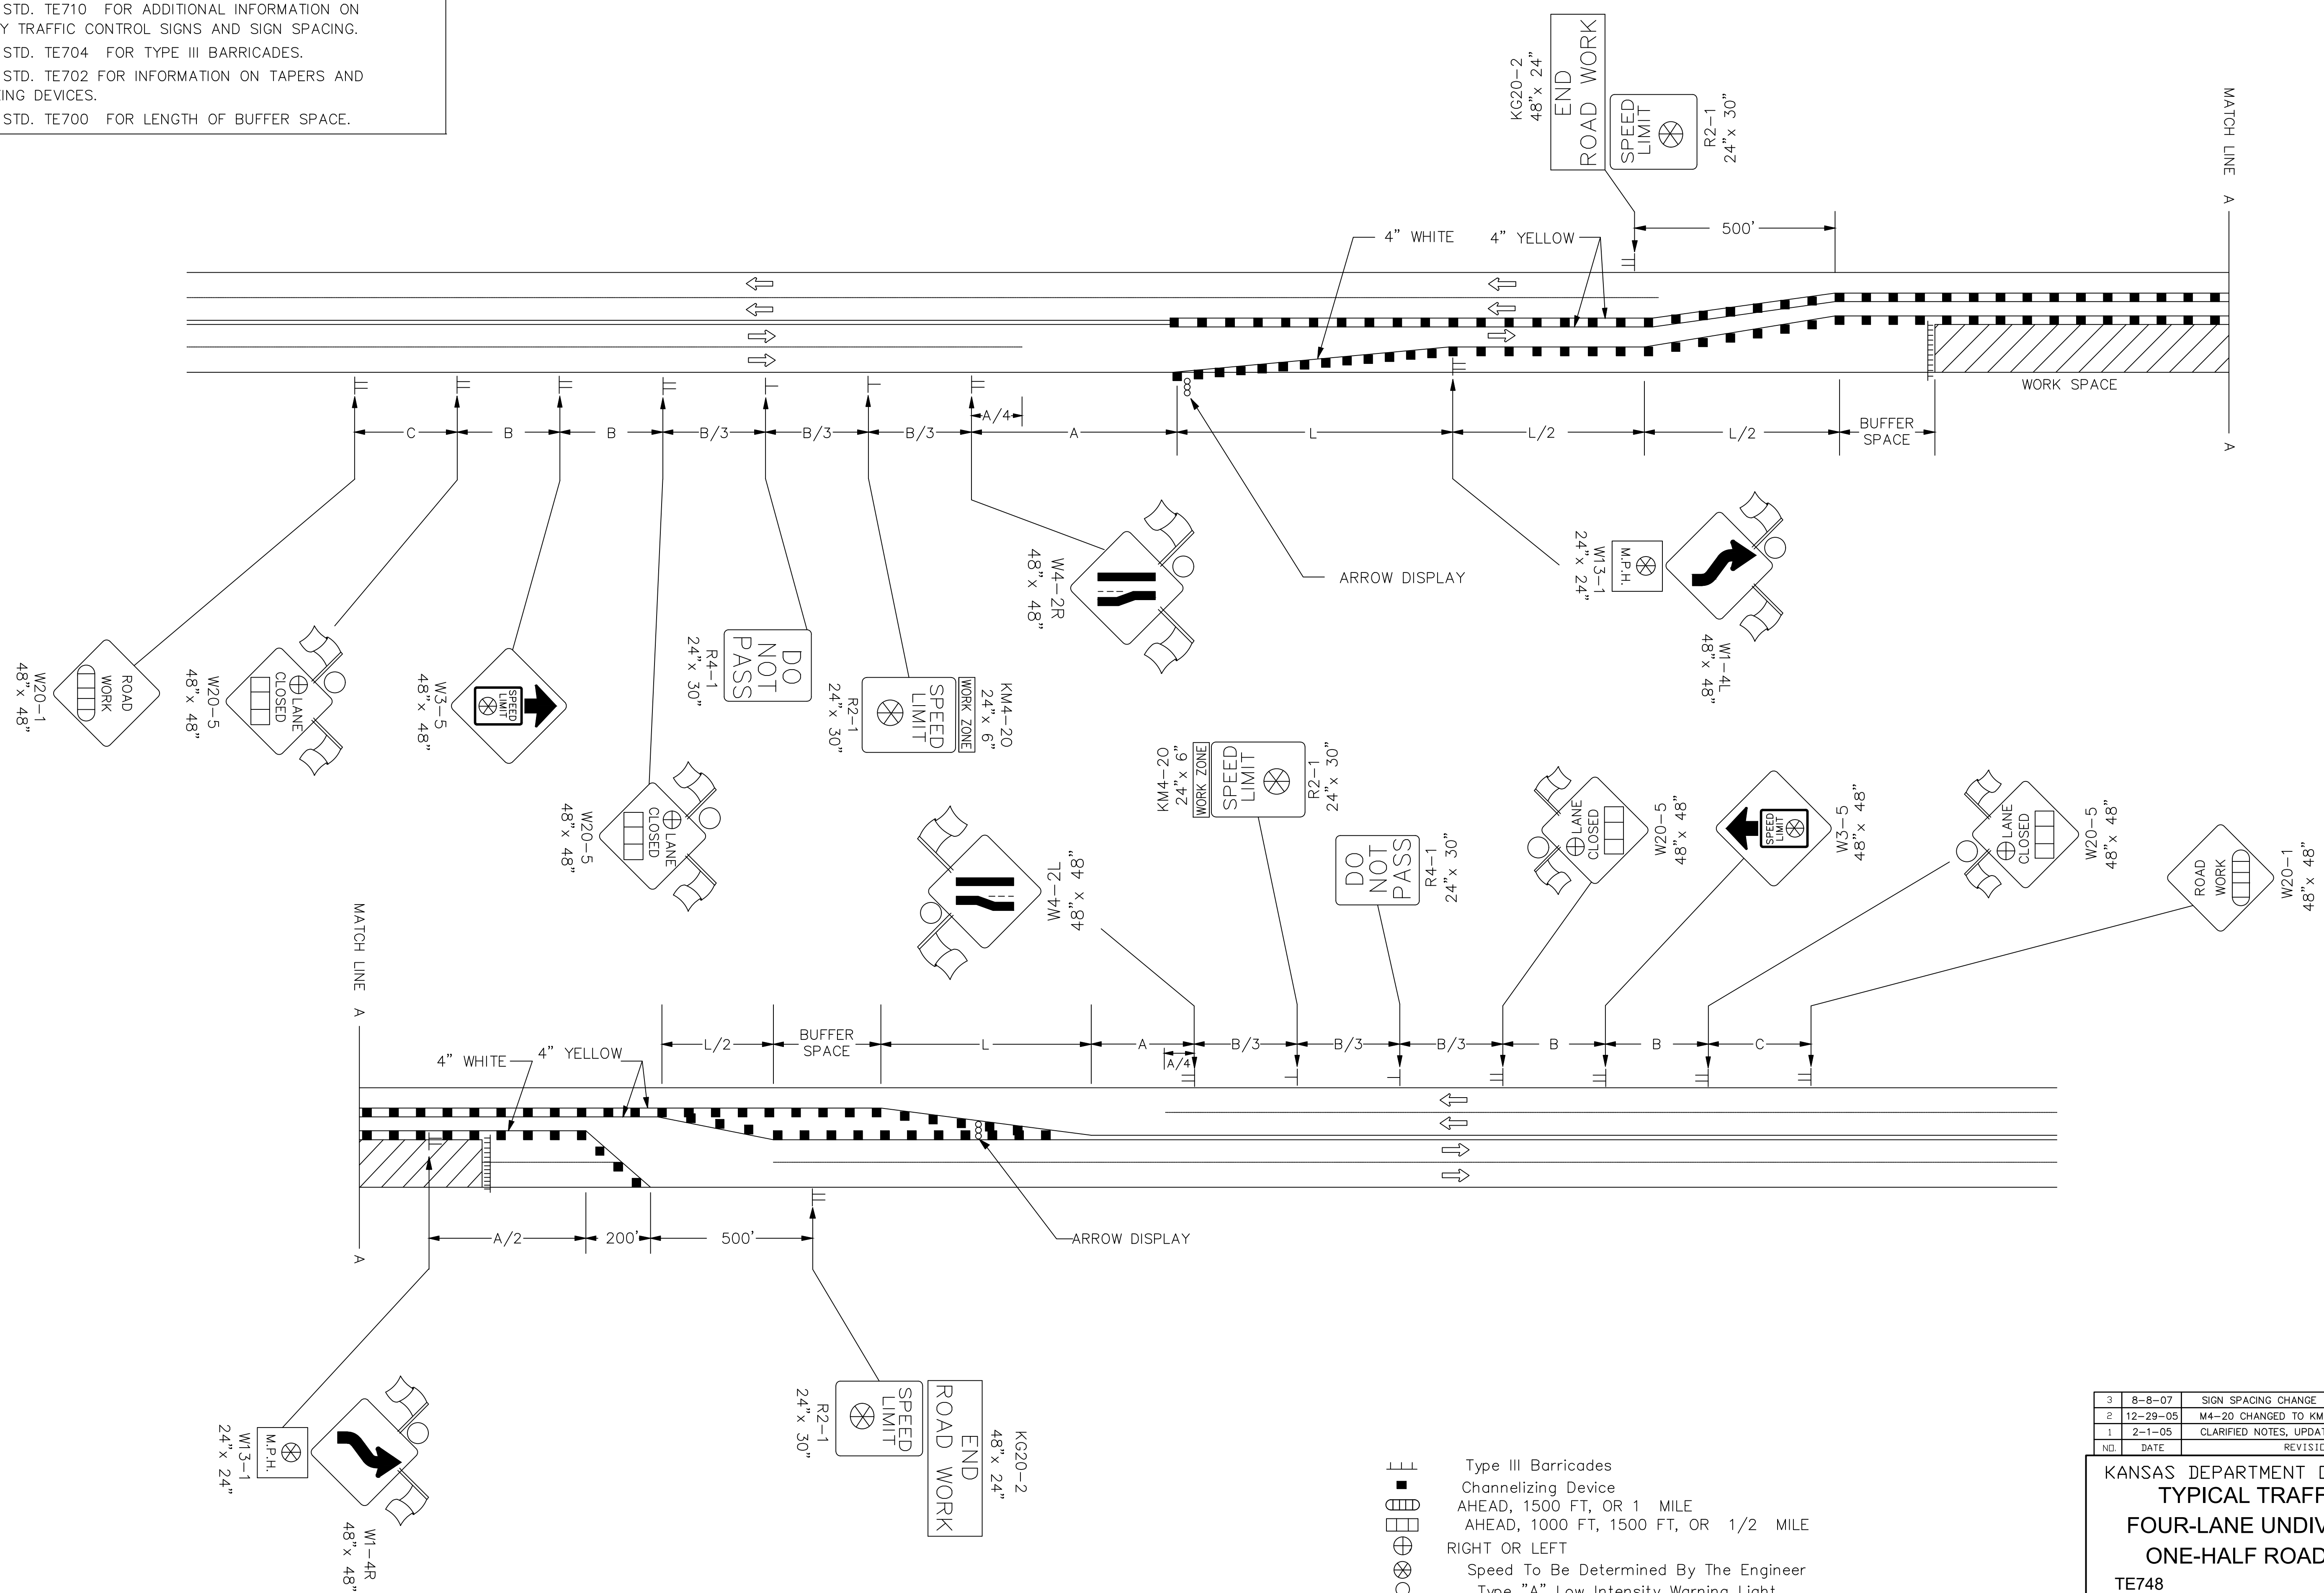 STD. TE710 FOR ADDITIONAL INFORMATION ON
Y TRAFFIC CONTROL SIGNS AND SIGN SPACING.
STD. TE704 FOR TYPE III BARRICADES.
STD. TE702 FOR INFORMATION ON TAPERS AND
ING DEVICES.
STD. TE700 FOR LENGTH OF BUFFER SPACE.
KG20-2
48"x 24"
END
ROAD WORK
SPEED
LIMIT
R2-1
24"x 30"
MATCH LINE A
4" WHITE
4" YELLOW
500'
WORK SPACE
C
B
B
B/3
B/3
B/3
A/4
A
L
L/2
L/2
BUFFER
SPACE
A
ARROW DISPLAY
ROAD
WORK
W20-1
48"x 48"
LANE
CLOSED
W20-5
48"x 48"
SPEED
LIMIT
W3-5
48"x 48"
LANE
CLOSED
W20-5
48"x 48"
DO
NOT
PASS
R4-1
24"x 30"
KM4-20
24"x 6"
WORK ZONE
SPEED
LIMIT
R2-1
24"x 30"
W4-2R
48"x 48"
M.P.H.
W13-1
24"x 24"
W1-4L
48"x 48"
W4-2L
48"x 48"
KM4-20
24"x 6"
WORK ZONE
SPEED
LIMIT
R2-1
24"x 30"
DO
NOT
PASS
R4-1
24"x 30"
LANE
CLOSED
W20-5
48"x 48"
SPEED
LIMIT
W3-5
48"x 48"
LANE
CLOSED
W20-5
48"x 48"
ROAD
WORK
W20-1
48"x 48"
MATCH LINE A
4" WHITE
4" YELLOW
L/2
BUFFER
SPACE
L
A
A/4
B/3
B/3
B/3
B
B
C
A
A/2
200'
500'
ARROW DISPLAY
M.P.H.
W13-1
24"x 24"
W1-4R
48"x 48"
SPEED
LIMIT
R2-1
24"x 30"
KG20-2
48"x 24"
END
ROAD WORK
Type III Barricades
Channelizing Device
AHEAD, 1500 FT, OR 1 MILE
AHEAD, 1000 FT, 1500 FT, OR 1/2 MILE
RIGHT OR LEFT
Speed To Be Determined By The Engineer
Type "A" Low Intensity Warning Light
3 8-8-07 SIGN SPACING CHANGE
2 12-29-05 M4-20 CHANGED TO KM
1 2-1-05 CLARIFIED NOTES, UPDAT
NO. DATE REVISIO
KANSAS DEPARTMENT
TYPICAL TRAFF
FOUR-LANE UNDIV
ONE-HALF ROAD
TE748